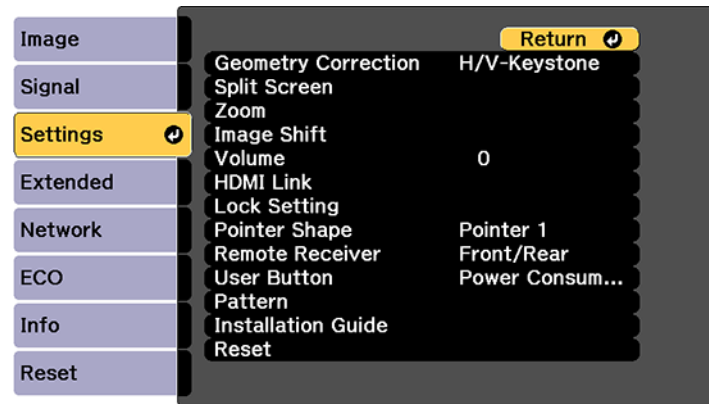 Image
Signal
Settings
Extended
Network
ECO
Info
Reset
Return
Geometry Correction H/V-Keystone
Split Screen
Zoom
Image Shift
Volume 0
HDMI Link
Lock Setting
Pointer Shape Pointer 1
Remote Receiver Front/Rear
User Button Power Consum...
Pattern
Installation Guide
Reset